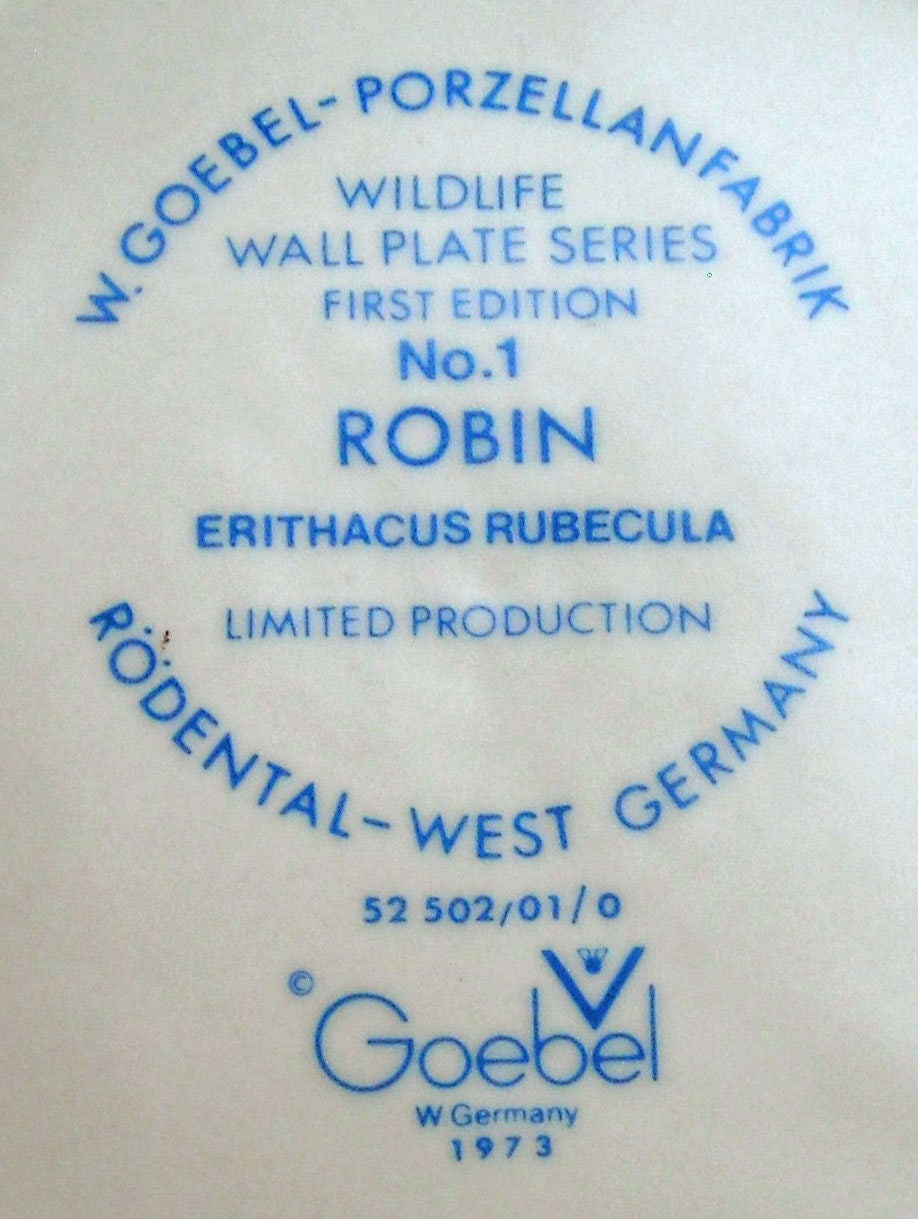 W. GOEBEL-PORZELLANFABRIK
WILDLIFE
WALL PLATE SERIES
FIRST EDITION
No.1
ROBIN
ERITHACUS RUBECULA
LIMITED PRODUCTION
RÖDENTAL-WEST GERMANY
52 502/01/0
© Goebel
W Germany
1973